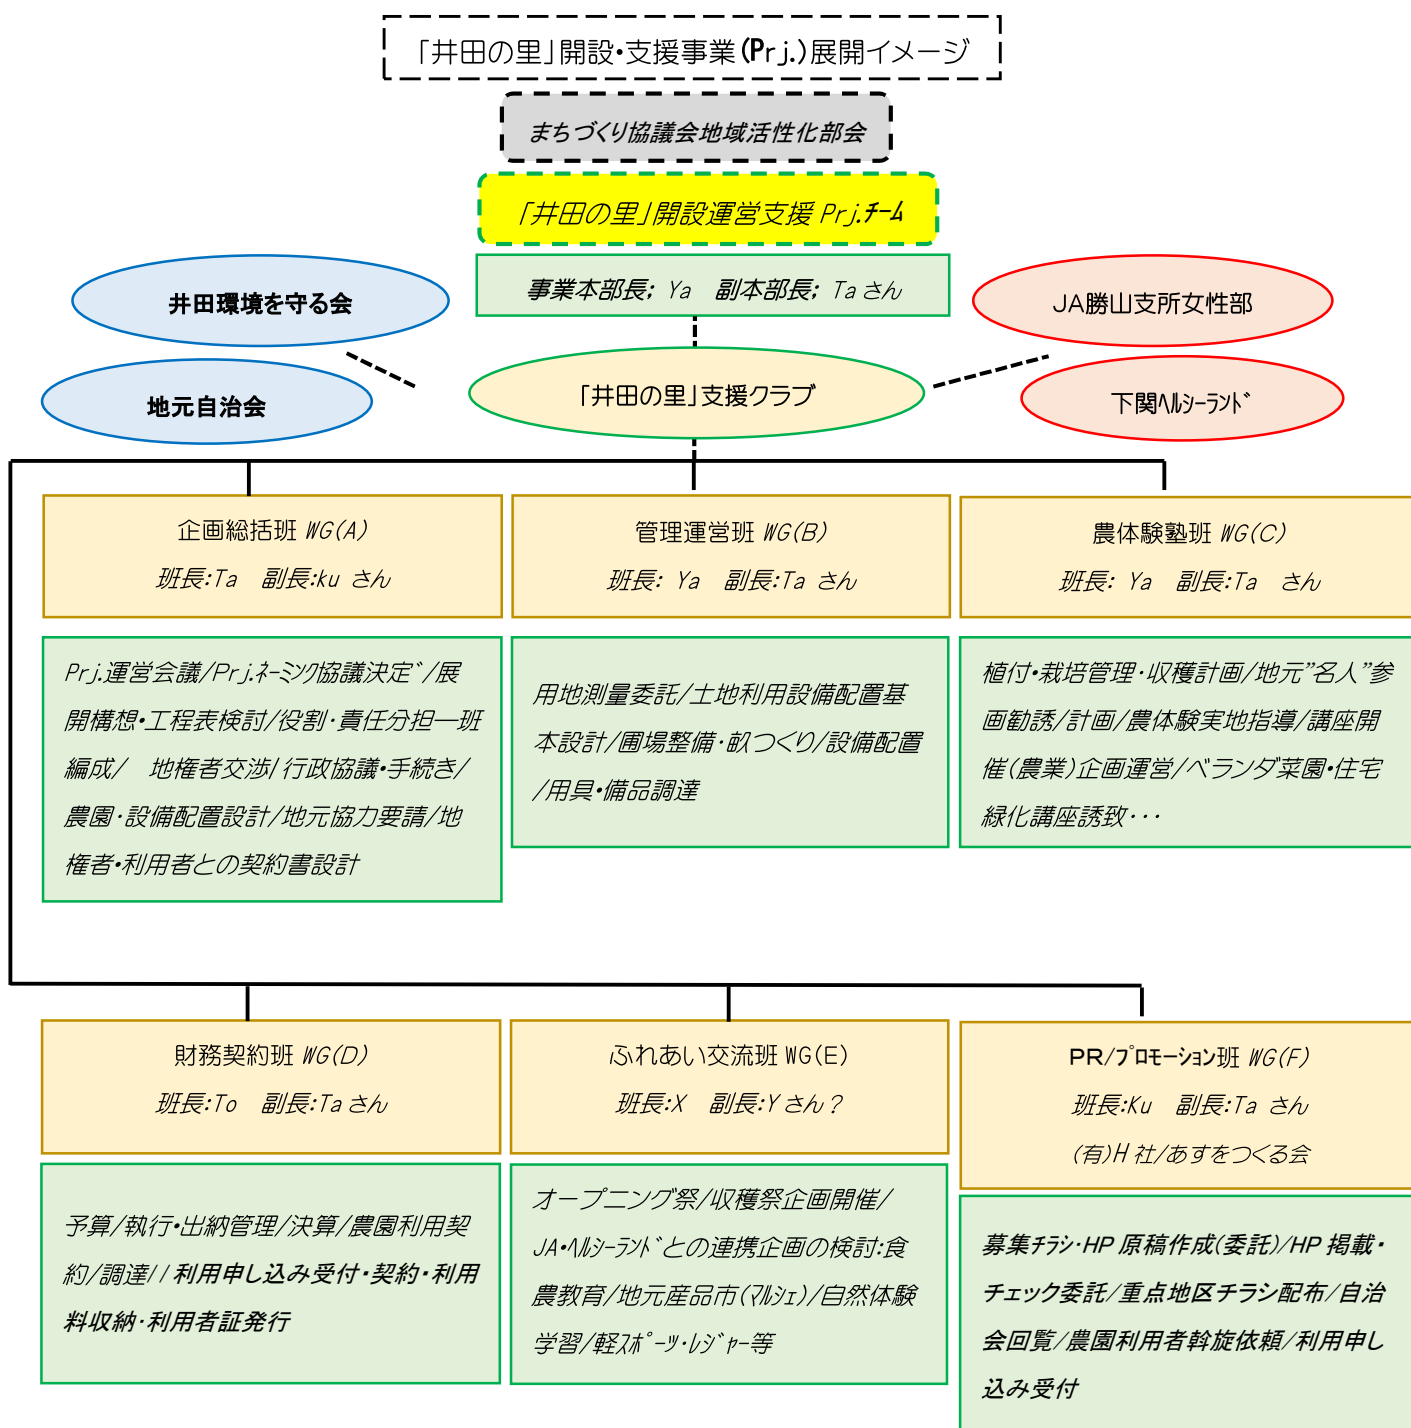 「井田の里」開設・支援事業(Prj.)展開イメージ
まちづくり協議会地域活性化部会
「井田の里」開設運営支援 Prj.ﾁｰﾑ
事業本部長; Ya　副本部長; Taさん
井田環境を守る会
JA勝山支所女性部
「井田の里」支援クラブ
地元自治会
下関ﾍﾙｼｰﾗﾝﾄﾞ
企画総括班 WG(A)
班長:Ta　副長:ku さん
管理運営班 WG(B)
班長: Ya　副長:Ta さん
農体験塾班 WG(C)
班長: Ya　副長:Ta　さん
Prj.運営会議/Prj.ﾈｰﾐﾝｸ協議決定ﾞ/展
開構想・工程表検討/役割・責任分担―班
編成/　地権者交渉/行政協議・手続き/
農園・設備配置設計/地元協力要請/地
権者・利用者との契約書設計
用地測量委託/土地利用設備配置基
本設計/圃場整備・畝つくり/設備配置
/用具・備品調達
植付・栽培管理・収穫計画/地元”名人”参
画勧誘/計画/農体験実地指導/講座開
催(農業)企画運営/ベランダ菜園・住宅
緑化講座誘致・・・
財務契約班 WG(D)
班長:To　副長:Taさん
ふれあい交流班 WG(E)
班長:X　副長:Yさん？
PR/ﾌﾟﾛﾓｰｼｮﾝ班 WG(F)
班長:Ku　副長:Ta さん
(有)H 社/あすをつくる会
予算/執行・出納管理/決算/農園利用契
約/調達//利用申し込み受付・契約・利用
料収納・利用者証発行
オープニング祭/収穫祭企画開催/
JA・ﾍﾙｼｰﾗﾝﾄﾞとの連携企画の検討:食
農教育/地元産品市(ﾏﾙｼｪ)/自然体験
学習/軽ｽﾎﾟｰﾂ・ﾚｼﾞｬｰ等
募集ﾁﾗｼ・HP 原稿作成(委託)/HP 掲載・
チェック委託/重点地区チラシ配布/自治
会回覧/農園利用者斡旋依頼/利用申し
込み受付